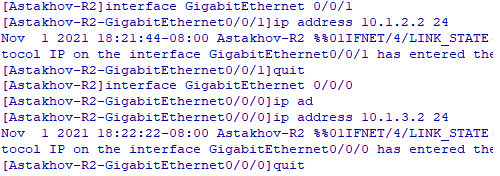 [Astakhov-R2]interface GigabitEthernet 0/0/1
[Astakhov-R2-GigabitEthernet0/0/1]ip address 10.1.2.2 24
Nov  1 2021 18:21:44-08:00 Astakhov-R2 %%01IFNET/4/LINK_STATE
tocol IP on the interface GigabitEthernet0/0/1 has entered the
[Astakhov-R2-GigabitEthernet0/0/1]quit
[Astakhov-R2]interface GigabitEthernet 0/0/0
[Astakhov-R2-GigabitEthernet0/0/0]ip ad
[Astakhov-R2-GigabitEthernet0/0/0]ip address 10.1.3.2 24
Nov  1 2021 18:22:22-08:00 Astakhov-R2 %%01IFNET/4/LINK_STATE
tocol IP on the interface GigabitEthernet0/0/0 has entered the
[Astakhov-R2-GigabitEthernet0/0/0]quit